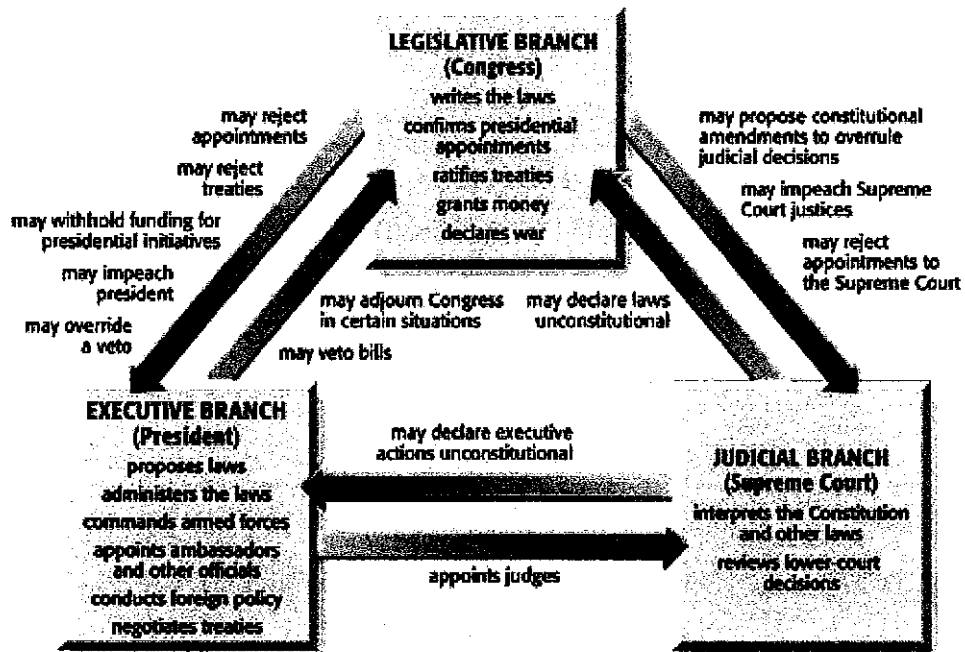 LEGISLATIVE BRANCH
(Congress)
writes the laws
confirms presidential
appointments
ratifies treaties
grants money
declares war
may reject
appointments
may reject
treaties
may withhold funding for
presidential initiatives
may impeach
president
may override
a veto
may adjourn Congress
in certain situations
may veto bills
may declare laws
unconstitutional
may propose constitutional
amendments to overrule
judicial decisions
may impeach Supreme
Court justices
may reject
appointments to
the Supreme Court
EXECUTIVE BRANCH
(President)
proposes laws
administers the laws
commands armed forces
appoints ambassadors
and other officials
conducts foreign policy
negotiates treaties
may declare executive
actions unconstitutional
appoints judges
JUDICIAL BRANCH
(Supreme Court)
interprets the Constitution
and other laws
reviews lower-court
decisions